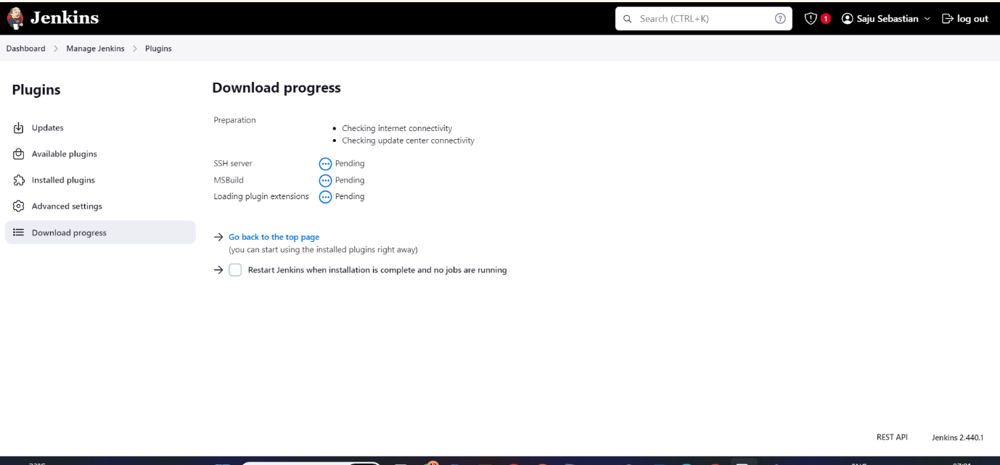 Jenkins
Search (CTRL+K)
1
Saju Sebastian
log out
Dashboard
Manage Jenkins
Plugins
Plugins
Updates
Available plugins
Installed plugins
Advanced settings
Download progress
Download progress
Preparation
Checking internet connectivity
Checking update center connectivity
SSH server Pending
MSBuild Pending
Loading plugin extensions Pending
Go back to the top page
(you can start using the installed plugins right away)
Restart Jenkins when installation is complete and no jobs are running
REST API
Jenkins 2.440.1